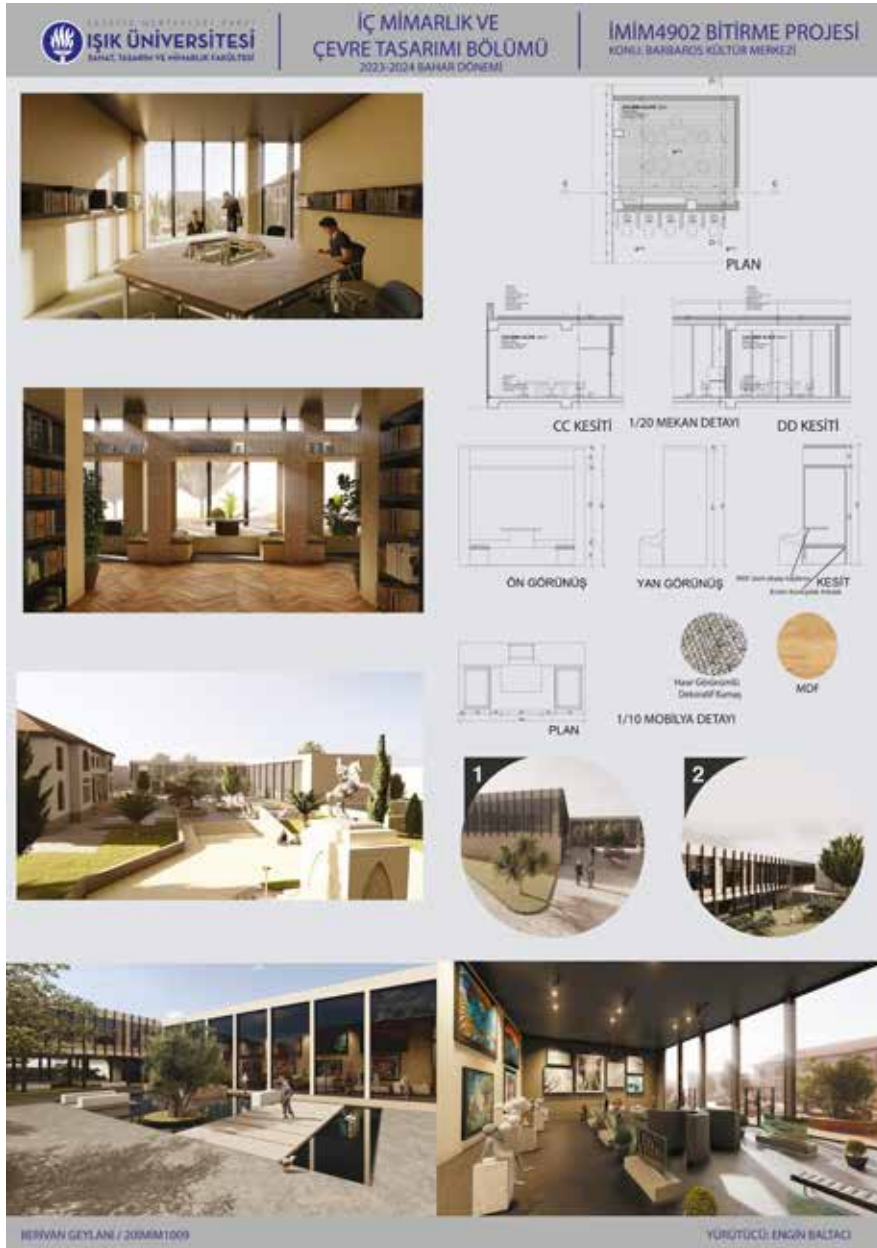 IŞIK ÜNİVERSİTESİ
SANAT, TASARIM VE MİMARLIK FAKÜLTESİ
İÇ MİMARLIK VE
ÇEVRE TASARIMI BÖLÜMÜ
2023-2024 BAHAR DÖNEMİ
İMİM4902 BİTİRME PROJESİ
KONU: BARBAROS KÜLTÜR MERKEZİ
PLAN
CC KESİTİ
1/20 MEKAN DETAYI
DD KESİTİ
ÖN GÖRÜNÜŞ
YAN GÖRÜNÜŞ
KESİT
Hasır Görünümlü
Dekoratif Kumaş
MDF
PLAN
1/10 MOBİLYA DETAYI
1
2
BERİVAN GEYLANİ / 200MIM1009
YÜRÜTÜCÜ: ENGİN BALTACI